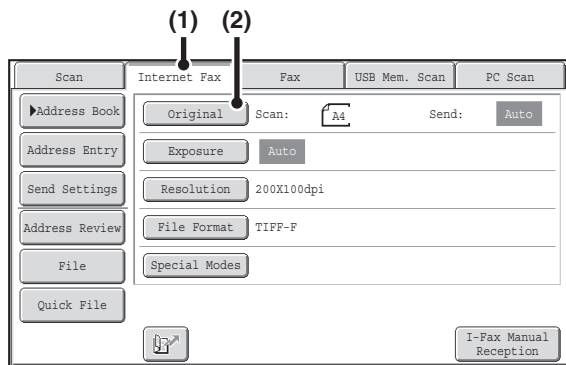 (1) (2)
Scan Internet Fax Fax USB Mem. Scan PC Scan
Address Book Original Scan: A4 Send: Auto
Address Entry Exposure Auto
Send Settings Resolution 200X100dpi
Address Review File Format TIFF-F
File Special Modes
Quick File
I-Fax Manual
Reception